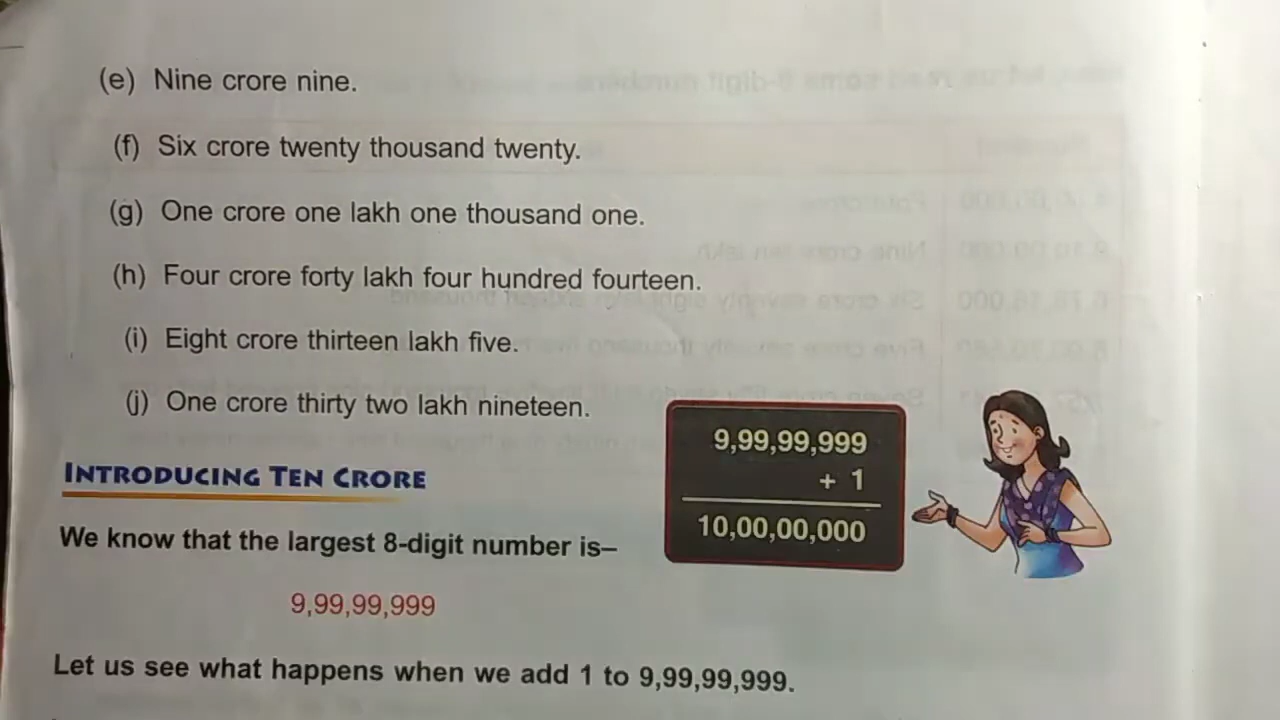 (e) Nine crore nine.
(f) Six crore twenty thousand twenty.
(g) One crore one lakh one thousand one.
(h) Four crore forty lakh four hundred fourteen.
(i) Eight crore thirteen lakh five.
(j) One crore thirty two lakh nineteen.
9,99,99,999
+ 1
10,00,00,000
INTRODUCING TEN CRORE
We know that the largest 8-digit number is–
9,99,99,999
Let us see what happens when we add 1 to 9,99,99,999.